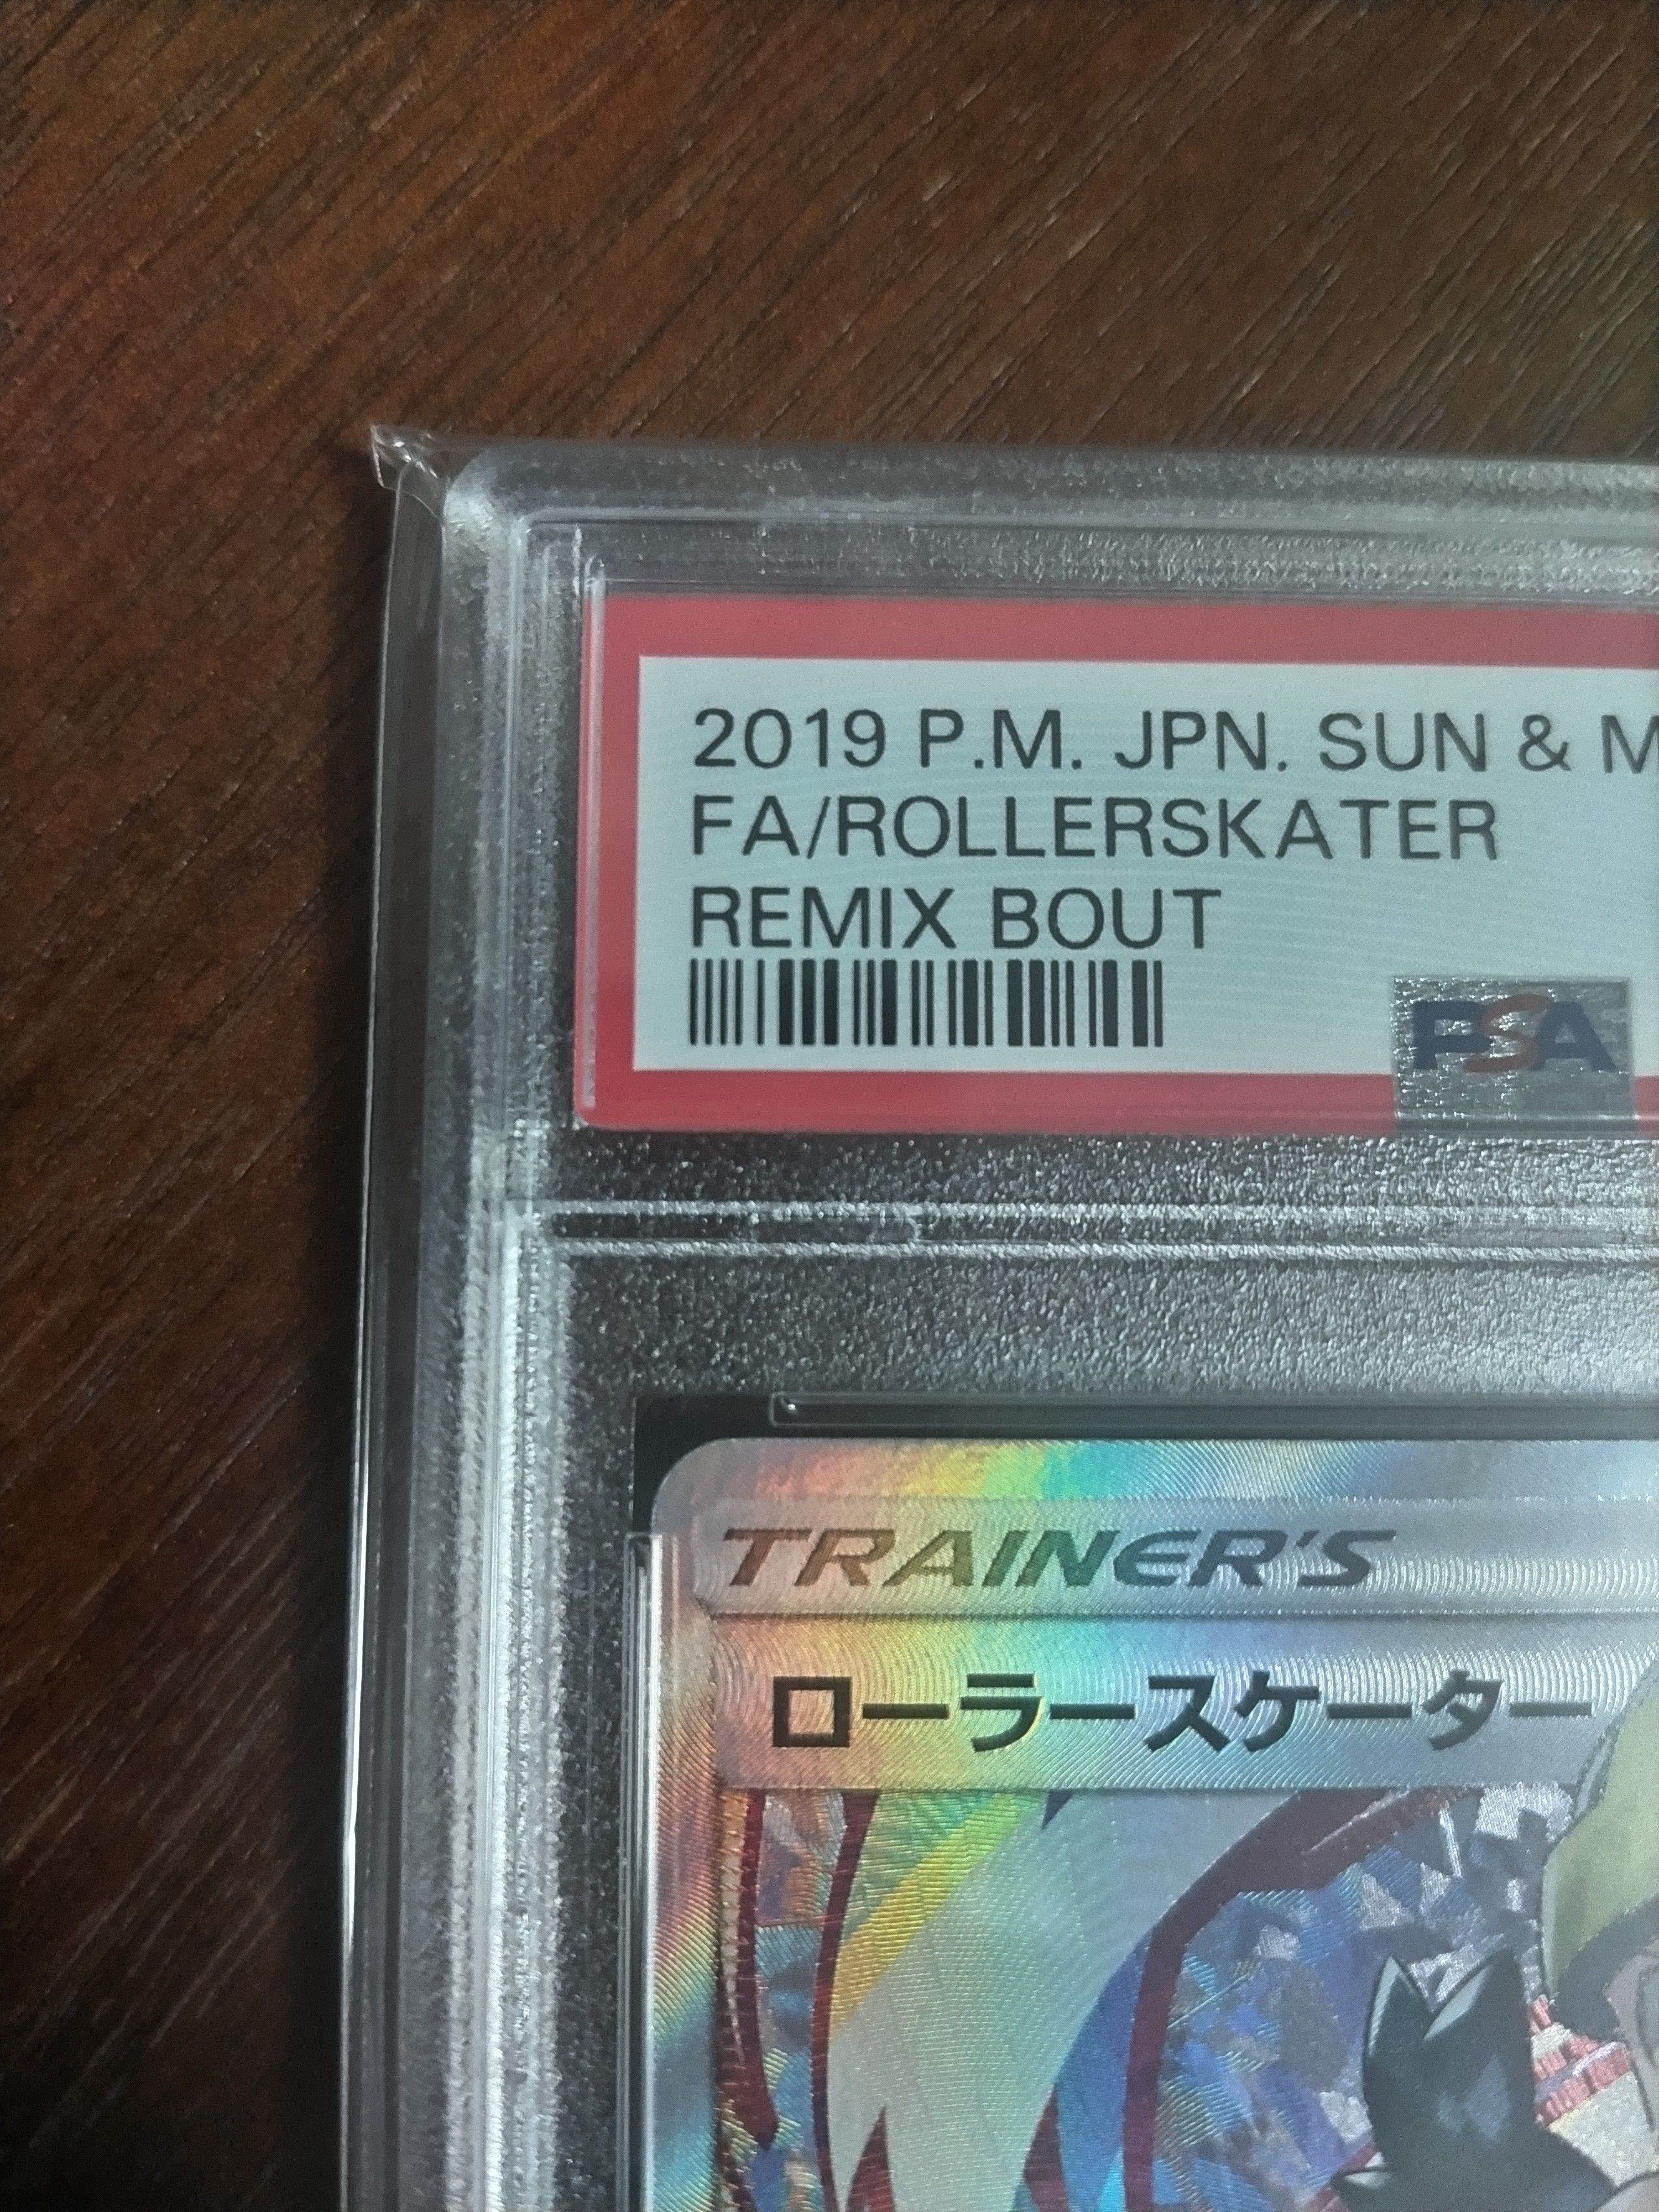 2019 P.M. JPN. SUN &
FA/ROLLERSKATER
REMIX BOUT
PSA
TRAINER'S
ローラースケーター